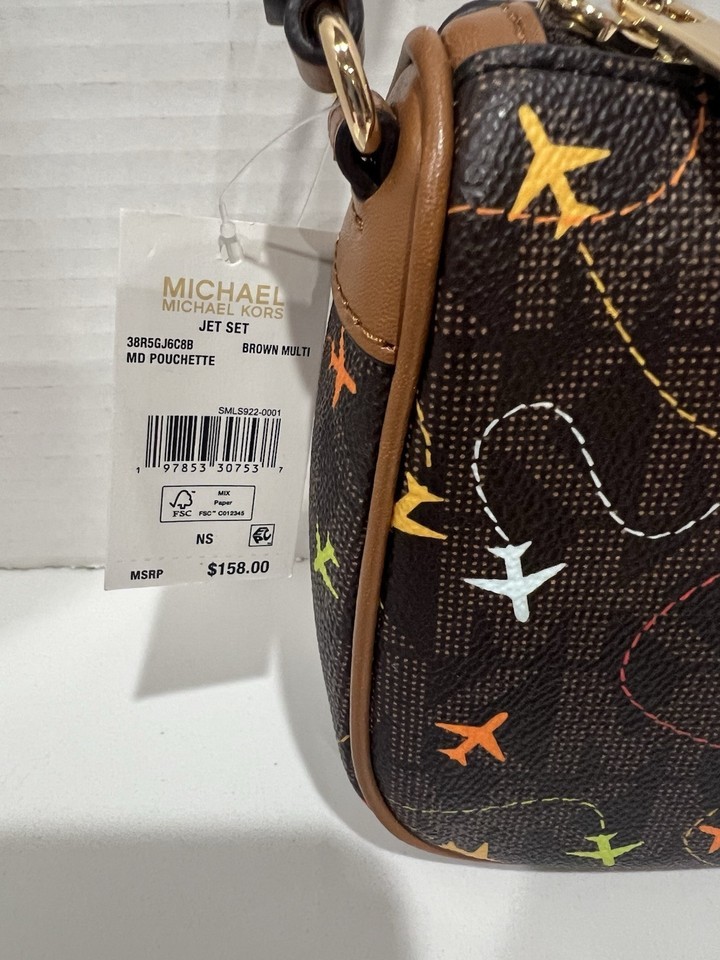 MICHAEL
MICHAEL KORS
JET SET
38R5GJ6C8B BROWN MULTI
MD POUCHETTE
SMLS922-0001
1 97853 30753 7
MIX
Paper
FSC™ C012345
FSC
NS
MSRP $158.00